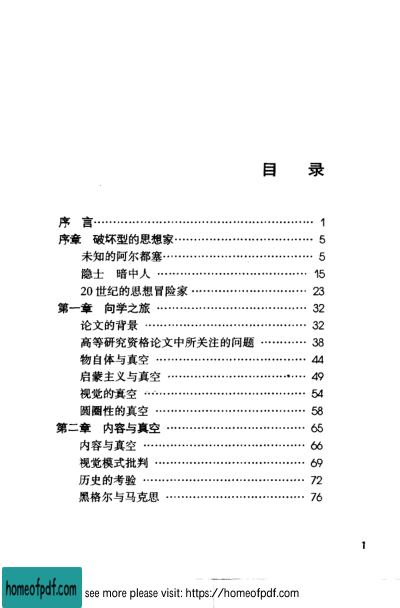 目 录
序 言……………………………………………… 1
序章 破坏型的思想家……………………………… 5
未知的阿尔都塞…………………………………… 5
隐士 暗中人 …………………………………… 15
20世纪的思想冒险家…………………………… 23
第一章 向学之旅 ………………………………… 32
论文的背景 ……………………………………… 32
高等研究资格论文中所关注的问题 ………… 38
物自体与真空 …………………………………… 44
启蒙主义与真空 ………………………………… 49
视觉的真空 ……………………………………… 54
圆圈性的真空 …………………………………… 58
第二章 内容与真空 ……………………………… 65
内容与真空 ……………………………………… 66
视觉模式批判 …………………………………… 69
历史的考验 ……………………………………… 72
黑格尔与马克思 ………………………………… 76
1
homeofpdf.com
see more please visit: https://homeofpdf.com